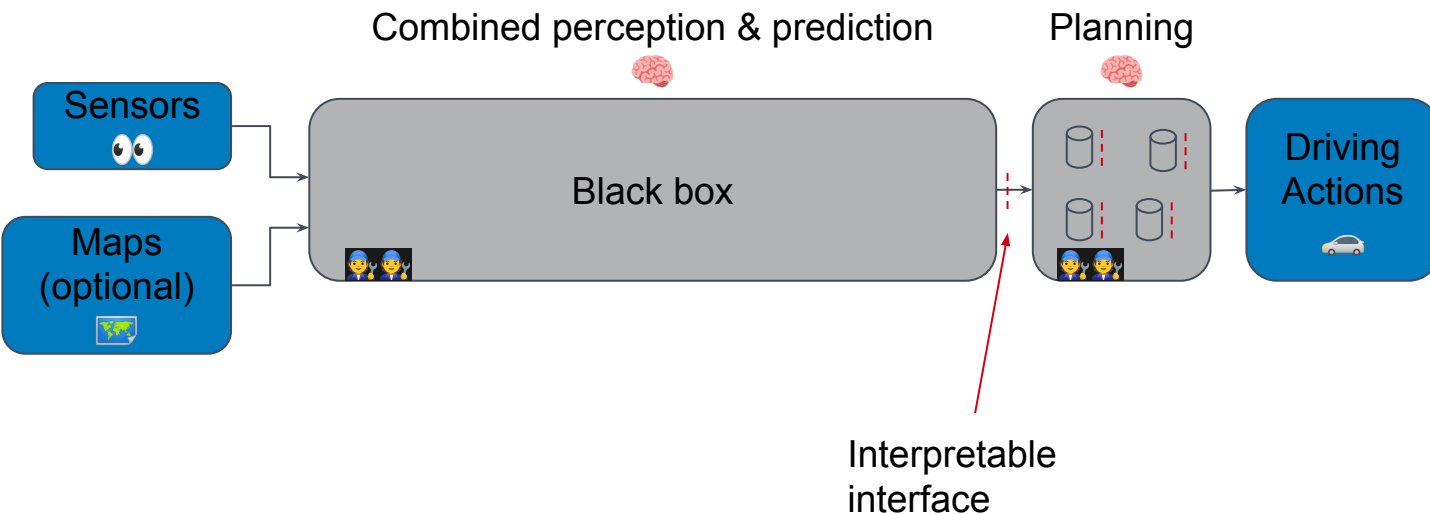 Combined perception & prediction
Planning
Sensors
Maps
(optional)
Black box
Driving
Actions
Interpretable
interface